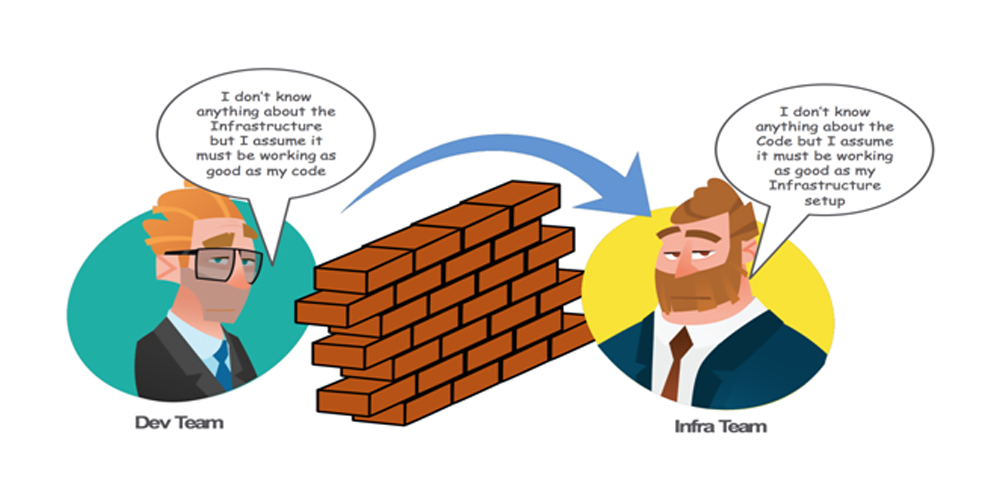 I don't know
anything about the
Infrastructure
but I assume it
must be working as
good as my code
I don't know
anything about the
Code but I assume
it must be working
as good as my
Infrastructure
setup
Dev Team
Infra Team